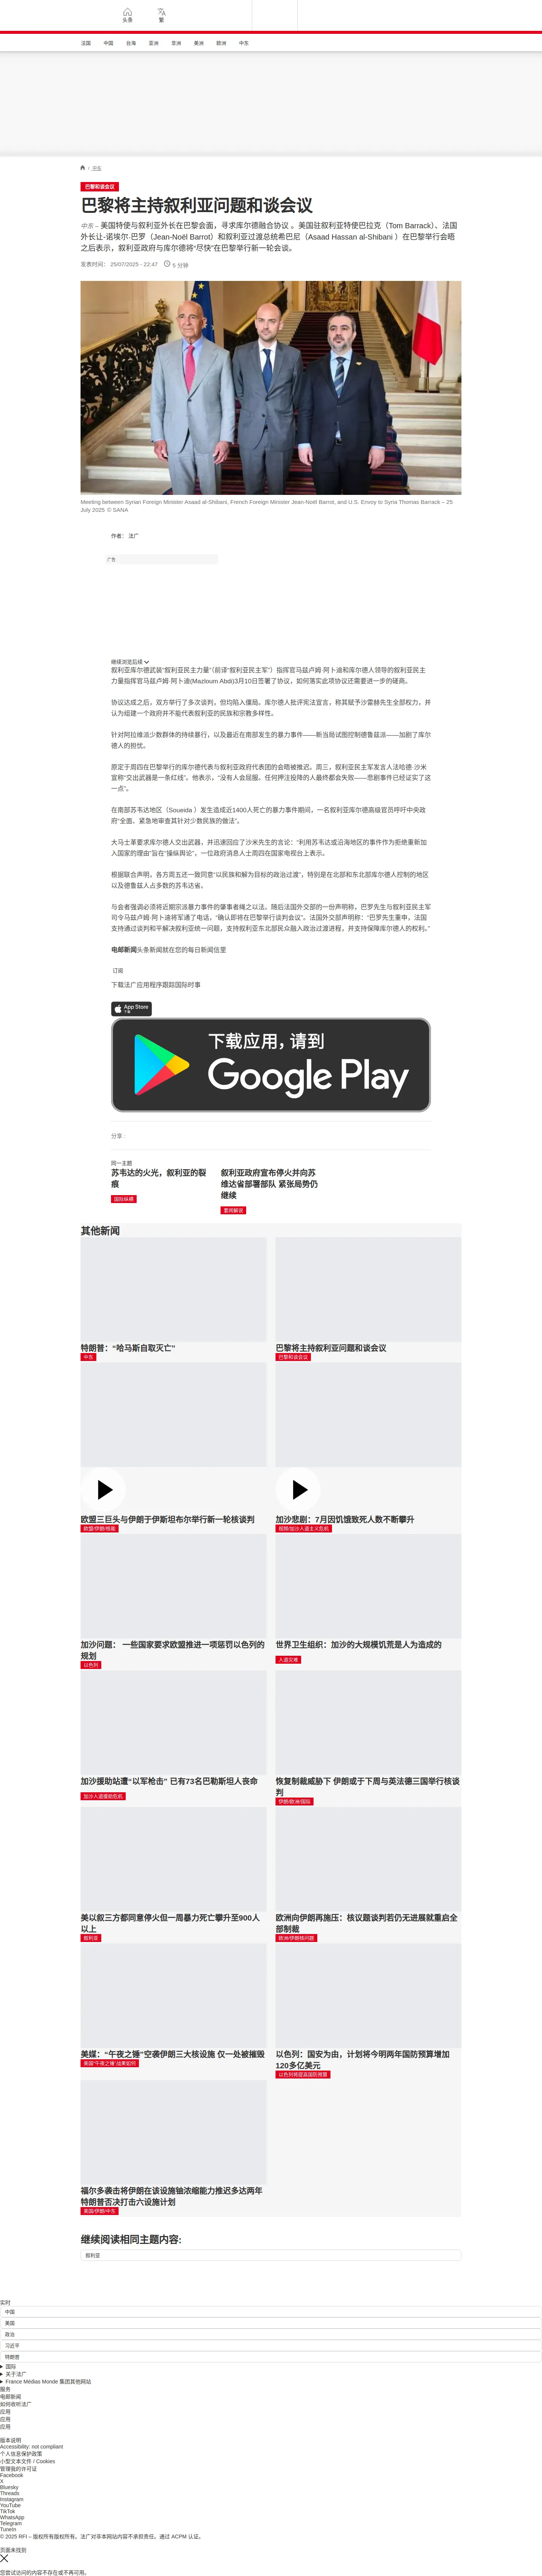 头条
繁
法国
中国
台海
亚洲
非洲
美洲
欧洲
中东
/ 中东
巴黎和谈会议
巴黎将主持叙利亚问题和谈会议
中东 – 美国特使与叙利亚外长在巴黎会面，寻求库尔德融合协议 。美国驻叙利亚特使巴拉克（Tom Barrack）、法国
外长让-诺埃尔·巴罗（Jean-Noël Barrot）和叙利亚过渡总统希巴尼（Asaad Hassan al-Shibani ）在巴黎举行会晤
之后表示，叙利亚政府与库尔德将“尽快”在巴黎举行新一轮会谈。
发表时间： 25/07/2025 - 22:47
5 分钟
Meeting between Syrian Foreign Minister Asaad al-Shibani, French Foreign Minister Jean-Noël Barrot, and U.S. Envoy to Syria Thomas Barrack – 25
July 2025 © SANA
作者： 法广
广告
继续浏览后续
叙利亚库尔德武装“叙利亚民主力量”（前译“叙利亚民主军”）指挥官马兹卢姆·阿卜迪和库尔德人领导的叙利亚民主
力量指挥官马兹卢姆·阿卜迪(Mazloum Abdi)3月10日签署了协议，如何落实此项协议还需要进一步的磋商。
协议达成之后，双方举行了多次谈判，但均陷入僵局。库尔德人批评宪法宣言，称其赋予沙雷赫先生全部权力，并
认为组建一个政府并不能代表叙利亚的民族和宗教多样性。
针对阿拉维派少数群体的持续暴行，以及最近在南部发生的暴力事件——新当局试图控制德鲁兹派——加剧了库尔
德人的担忧。
原定于周四在巴黎举行的库尔德代表与叙利亚政府代表团的会晤被推迟。周三，叙利亚民主军发言人法哈德·沙米
宣称“交出武器是一条红线”。他表示，“没有人会屈服。任何押注投降的人最终都会失败——悲剧事件已经证实了这
一点”。
在南部苏韦达地区（Soueida ）发生造成近1400人死亡的暴力事件期间，一名叙利亚库尔德高级官员呼吁中央政
府“全面、紧急地审查其针对少数民族的做法”。
大马士革要求库尔德人交出武器，并迅速回应了沙米先生的言论：“利用苏韦达或沿海地区的事件作为拒绝重新加
入国家的理由”旨在“操纵舆论”，一位政府消息人士周四在国家电视台上表示。
根据联合声明，各方周五还一致同意“以民族和解为目标的政治过渡”，特别是在北部和东北部库尔德人控制的地区
以及德鲁兹人占多数的苏韦达省。
与会者强调必须将近期宗派暴力事件的肇事者绳之以法。随后法国外交部的一份声明称，巴罗先生与叙利亚民主军
司令马兹卢姆·阿卜迪将军通了电话，“确认即将在巴黎举行谈判会议”。法国外交部声明称：“巴罗先生重申，法国
支持通过谈判和平解决叙利亚统一问题，支持叙利亚东北部民众融入政治过渡进程，并支持保障库尔德人的权利。”
电邮新闻头条新闻就在您的每日新闻信里
订阅
下载法广应用程序跟踪国际时事
App Store
下载
下载应用，请到
Google Play
分享 :
同一主题
苏韦达的火光，叙利亚的裂
痕
国际纵横
叙利亚政府宣布停火并向苏
维达省部署部队 紧张局势仍
继续
要闻解说
其他新闻
特朗普：“哈马斯自取灭亡”
中东
巴黎将主持叙利亚问题和谈会议
巴黎和谈会议
欧盟三巨头与伊朗于伊斯坦布尔举行新一轮核谈判
欧盟/伊朗/核能
加沙悲剧：7月因饥饿致死人数不断攀升
视频/加沙人道主义危机
加沙问题： 一些国家要求欧盟推进一项惩罚以色列的
规划
以色列
世界卫生组织：加沙的大规模饥荒是人为造成的
人道灾难
加沙援助站遭“以军枪击” 已有73名巴勒斯坦人丧命
加沙人道援助危机
恢复制裁威胁下 伊朗或于下周与英法德三国举行核谈
判
伊朗/欧洲/国际
美以叙三方都同意停火但一周暴力死亡攀升至900人
以上
叙利亚
欧洲向伊朗再施压：核议题谈判若仍无进展就重启全
部制裁
欧洲/伊朗核问题
美媒：“午夜之锤”空袭伊朗三大核设施 仅一处被摧毁
美国“午夜之锤”战果如何
以色列：国安为由，计划将今明两年国防预算增加
120多亿美元
以色列将提高国防预算
福尔多袭击将伊朗在该设施铀浓缩能力推迟多达两年
特朗普否决打击六设施计划
美国/伊朗/中东
继续阅读相同主题内容:
叙利亚
实时
中国
美国
政治
习近平
特朗普
国际
关于法广
France Médias Monde 集团其他网站
服务
电邮新闻
如何收听法广
应用
应用
应用
版本说明
Accessibility: not compliant
个人信息保护政策
小型文本文件 / Cookies
管理我的许可证
Facebook
X
Bluesky
Threads
Instagram
YouTube
TikTok
WhatsApp
Telegram
TuneIn
© 2025 RFI – 版权所有版权所有。法广对非本网站内容不承担责任。通过 ACPM 认证。
页面未找到
您尝试访问的内容不存在或不再可用。